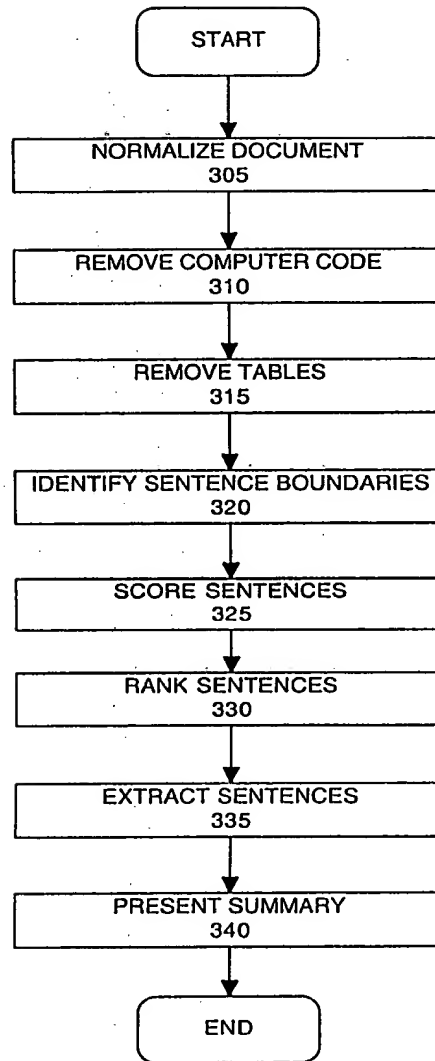 START
NORMALIZE DOCUMENT
305
REMOVE COMPUTER CODE
310
REMOVE TABLES
315
IDENTIFY SENTENCE BOUNDARIES
320
SCORE SENTENCES
325
RANK SENTENCES
330
EXTRACT SENTENCES
335
PRESENT SUMMARY
340
END